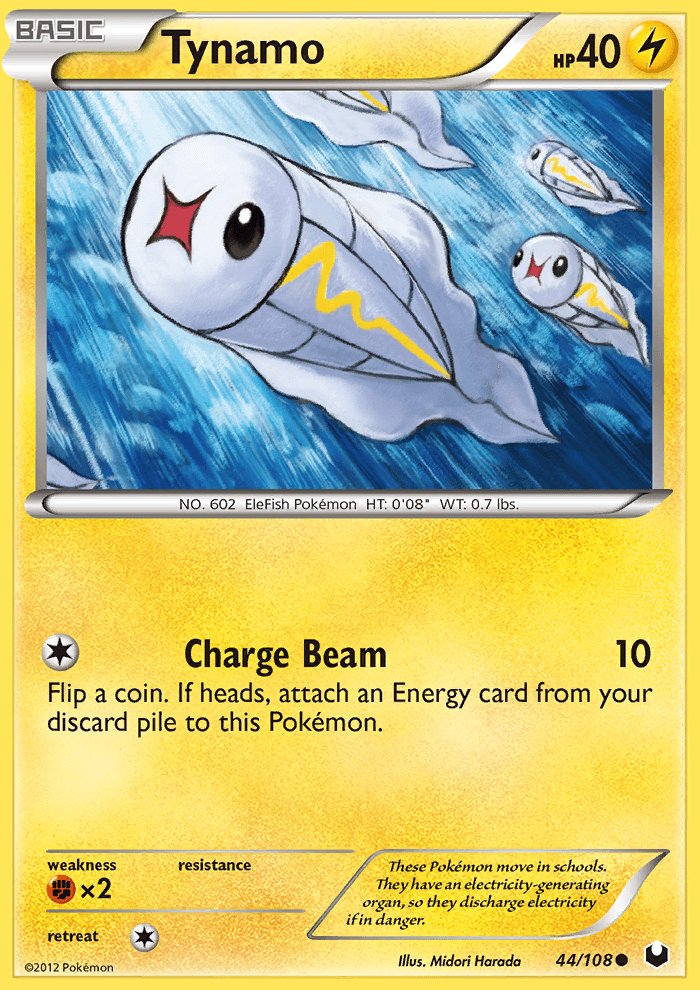 BASIC
Tynamo
HP40
NO. 602 EleFish Pokémon HT: 0'08" WT: 0.7 lbs.
Charge Beam 10
Flip a coin. If heads, attach an Energy card from your
discard pile to this Pokémon.
weakness resistance
×2
retreat
These Pokémon move in schools.
They have an electricity-generating
organ, so they discharge electricity
if in danger.
©2012 Pokémon
Illus. Midori Harada
44/108